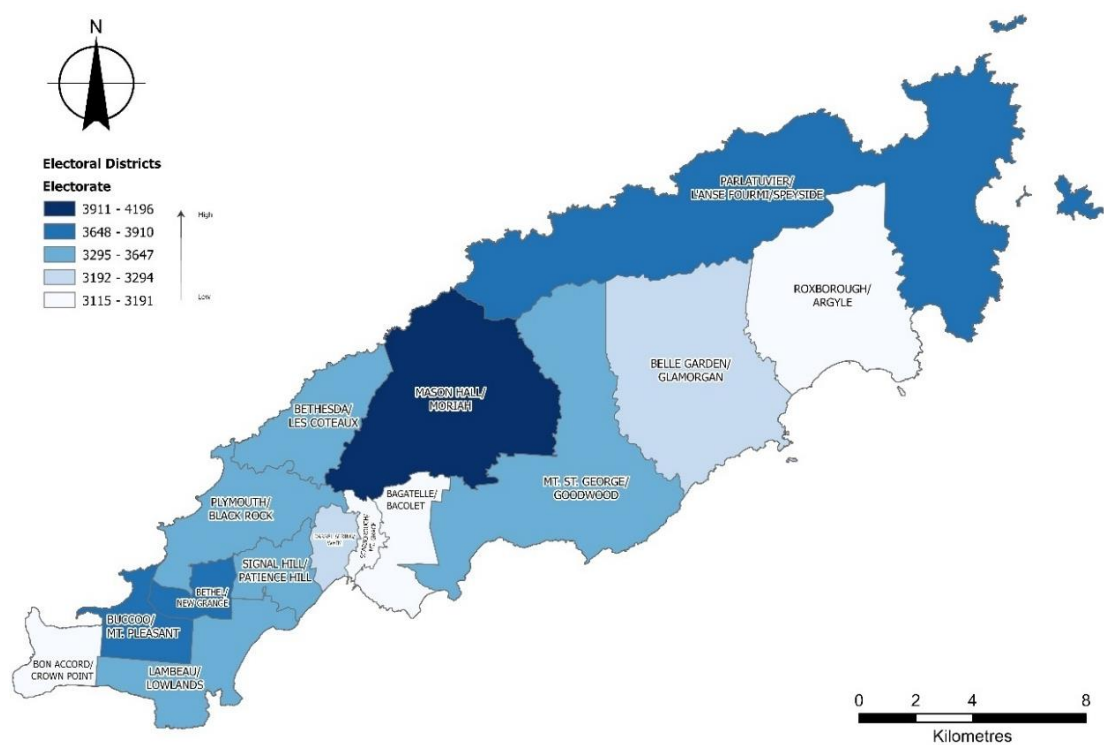 N
Electoral Districts
Electorate
3911 - 4196
3648 - 3910
3295 - 3647
3192 - 3294
3115 - 3191
High
Low
PARLATUVIER/
L'ANSE FOURMI/SPEYSIDE
ROXBOROUGH/
ARGYLE
BELLE GARDEN/
GLAMORGAN
MASON HALL/
MORIAH
BETHESDA/
LES COTEAUX
MT. ST. GEORGE/
GOODWOOD
BAGATELLE/
BACOLET
PLYMOUTH/
BLACK ROCK
SIGNAL HILL/
PATIENCE HILL
BETHEL/
NEW GRANGE
BUCCOO/
MT. PLEASANT
BON ACCORD/
CROWN POINT
LAMBEAU/
LOWLANDS
0 2 4 8
Kilometres